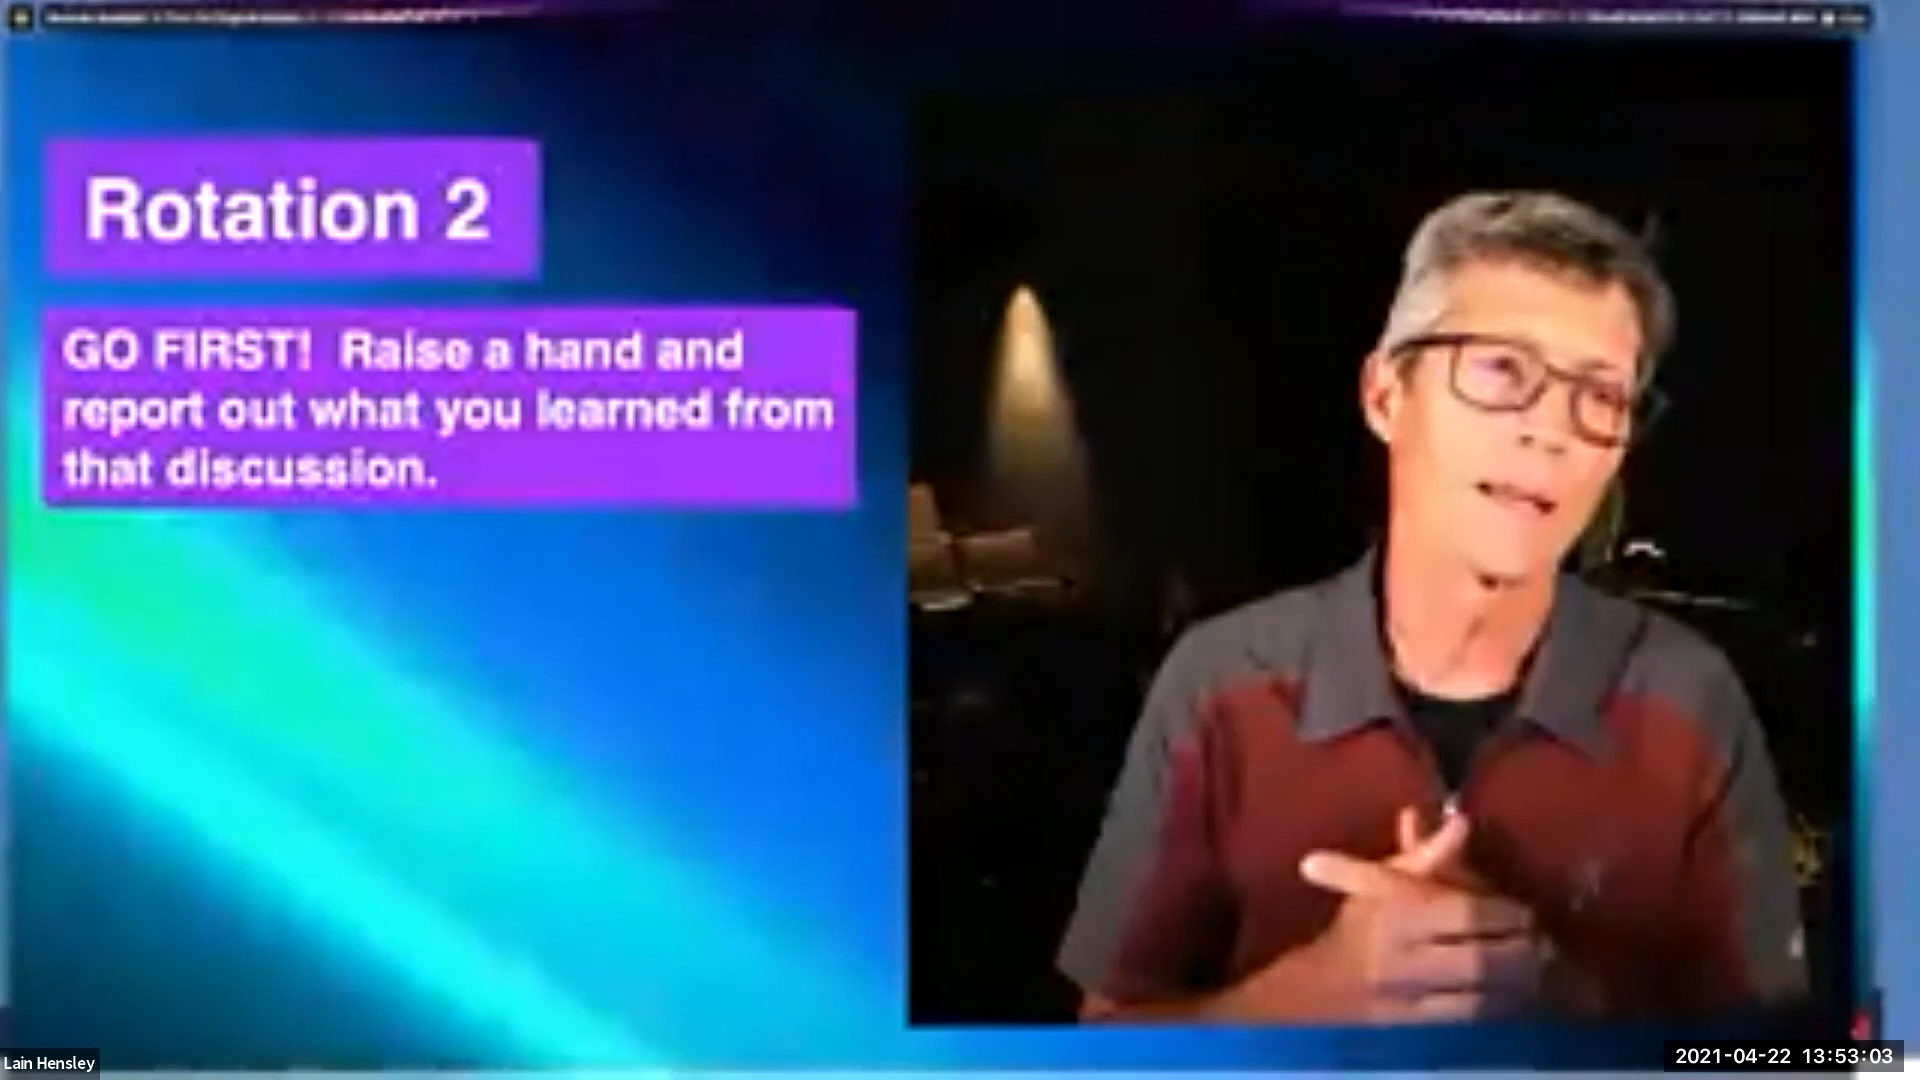 Rotation 2
GO FIRST! Raise a hand and
report out what you learned from
that discussion.
Lain Hensley
2021-04-22 13:53:03